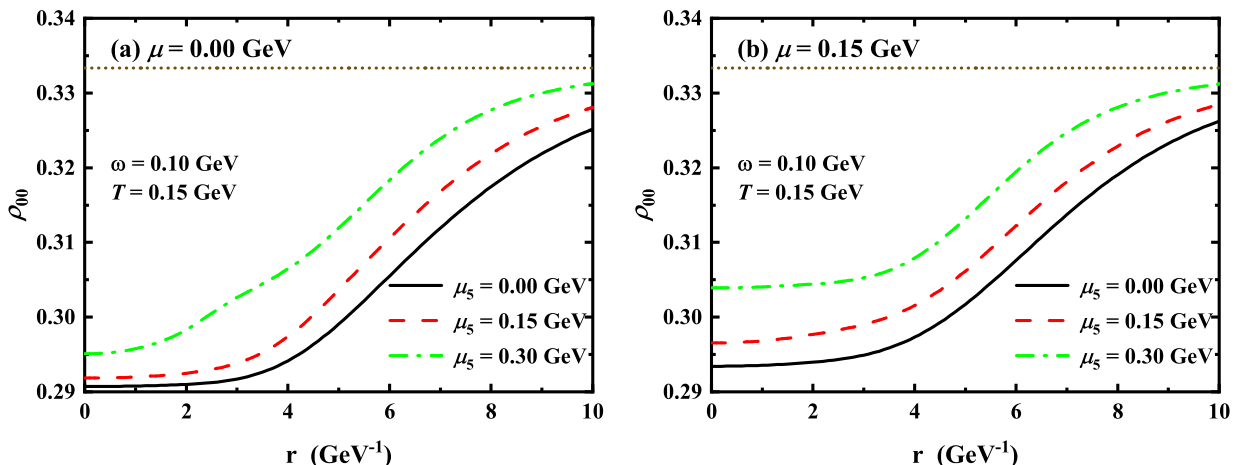 (a) μ = 0.00 GeV
ω = 0.10 GeV
T = 0.15 GeV
μ₅ = 0.00 GeV
μ₅ = 0.15 GeV
μ₅ = 0.30 GeV
ρ₀₀
0.34
0.33
0.32
0.31
0.30
0.29
0 2 4 6 8 10
r (GeV⁻¹)
(b) μ = 0.15 GeV
ω = 0.10 GeV
T = 0.15 GeV
μ₅ = 0.00 GeV
μ₅ = 0.15 GeV
μ₅ = 0.30 GeV
ρ₀₀
0.34
0.33
0.32
0.31
0.30
0.29
0 2 4 6 8 10
r (GeV⁻¹)